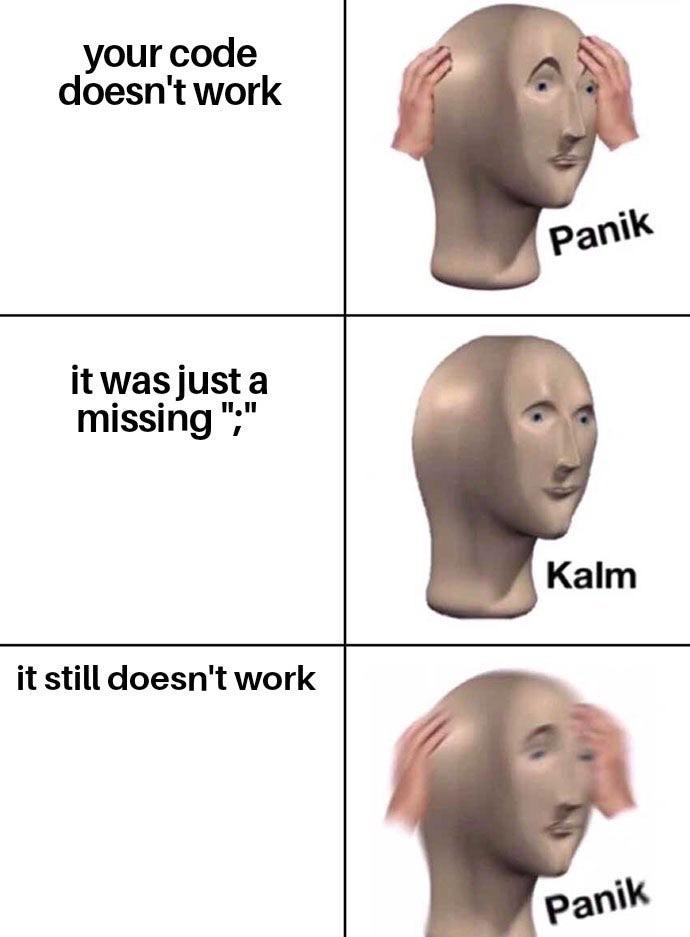 your code
doesn't work
Panik
it was just a
missing ";"
Kalm
it still doesn't work
Panik